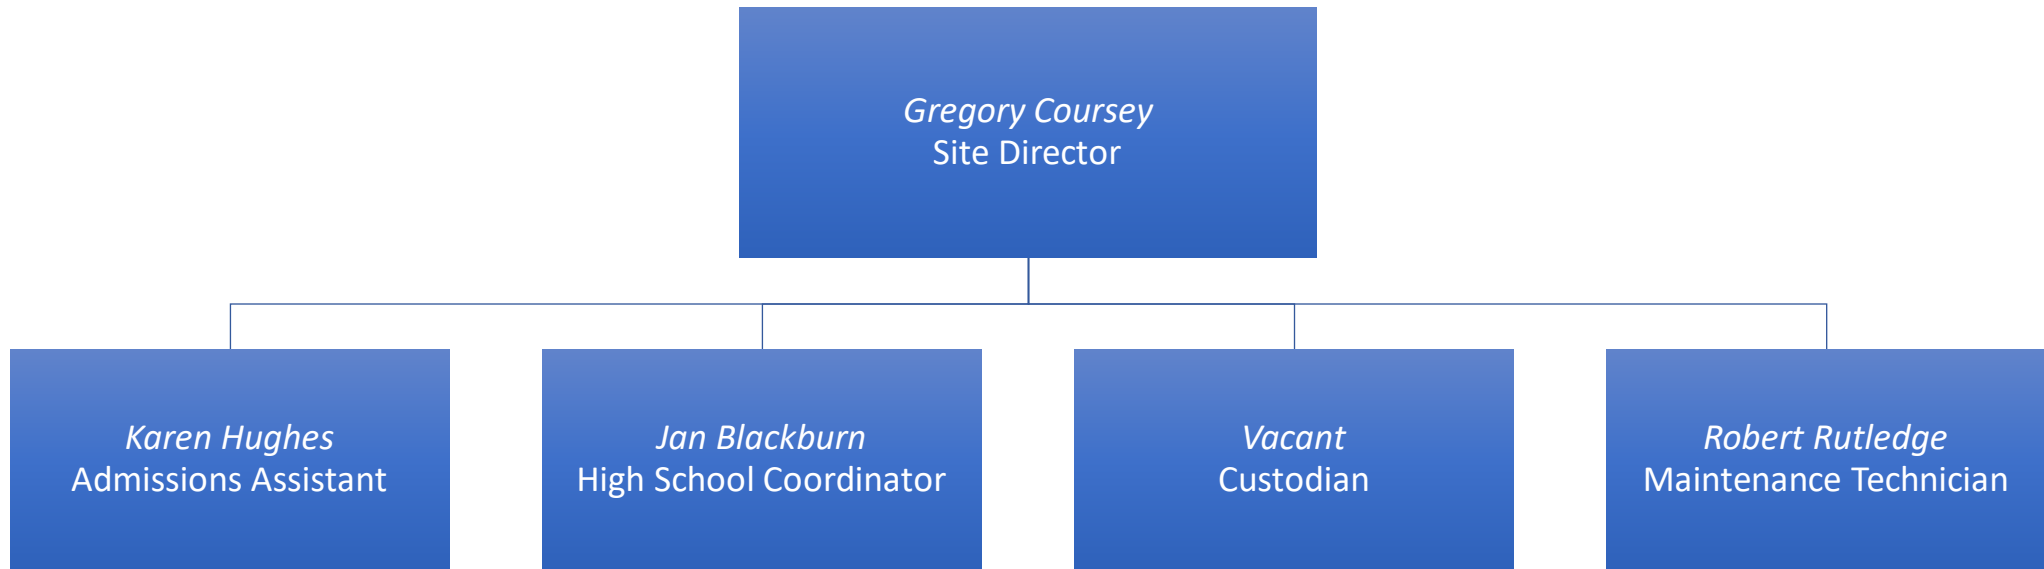 Gregory Coursey
Site Director
Karen Hughes
Admissions Assistant
Jan Blackburn
High School Coordinator
Vacant
Custodian
Robert Rutledge
Maintenance Technician